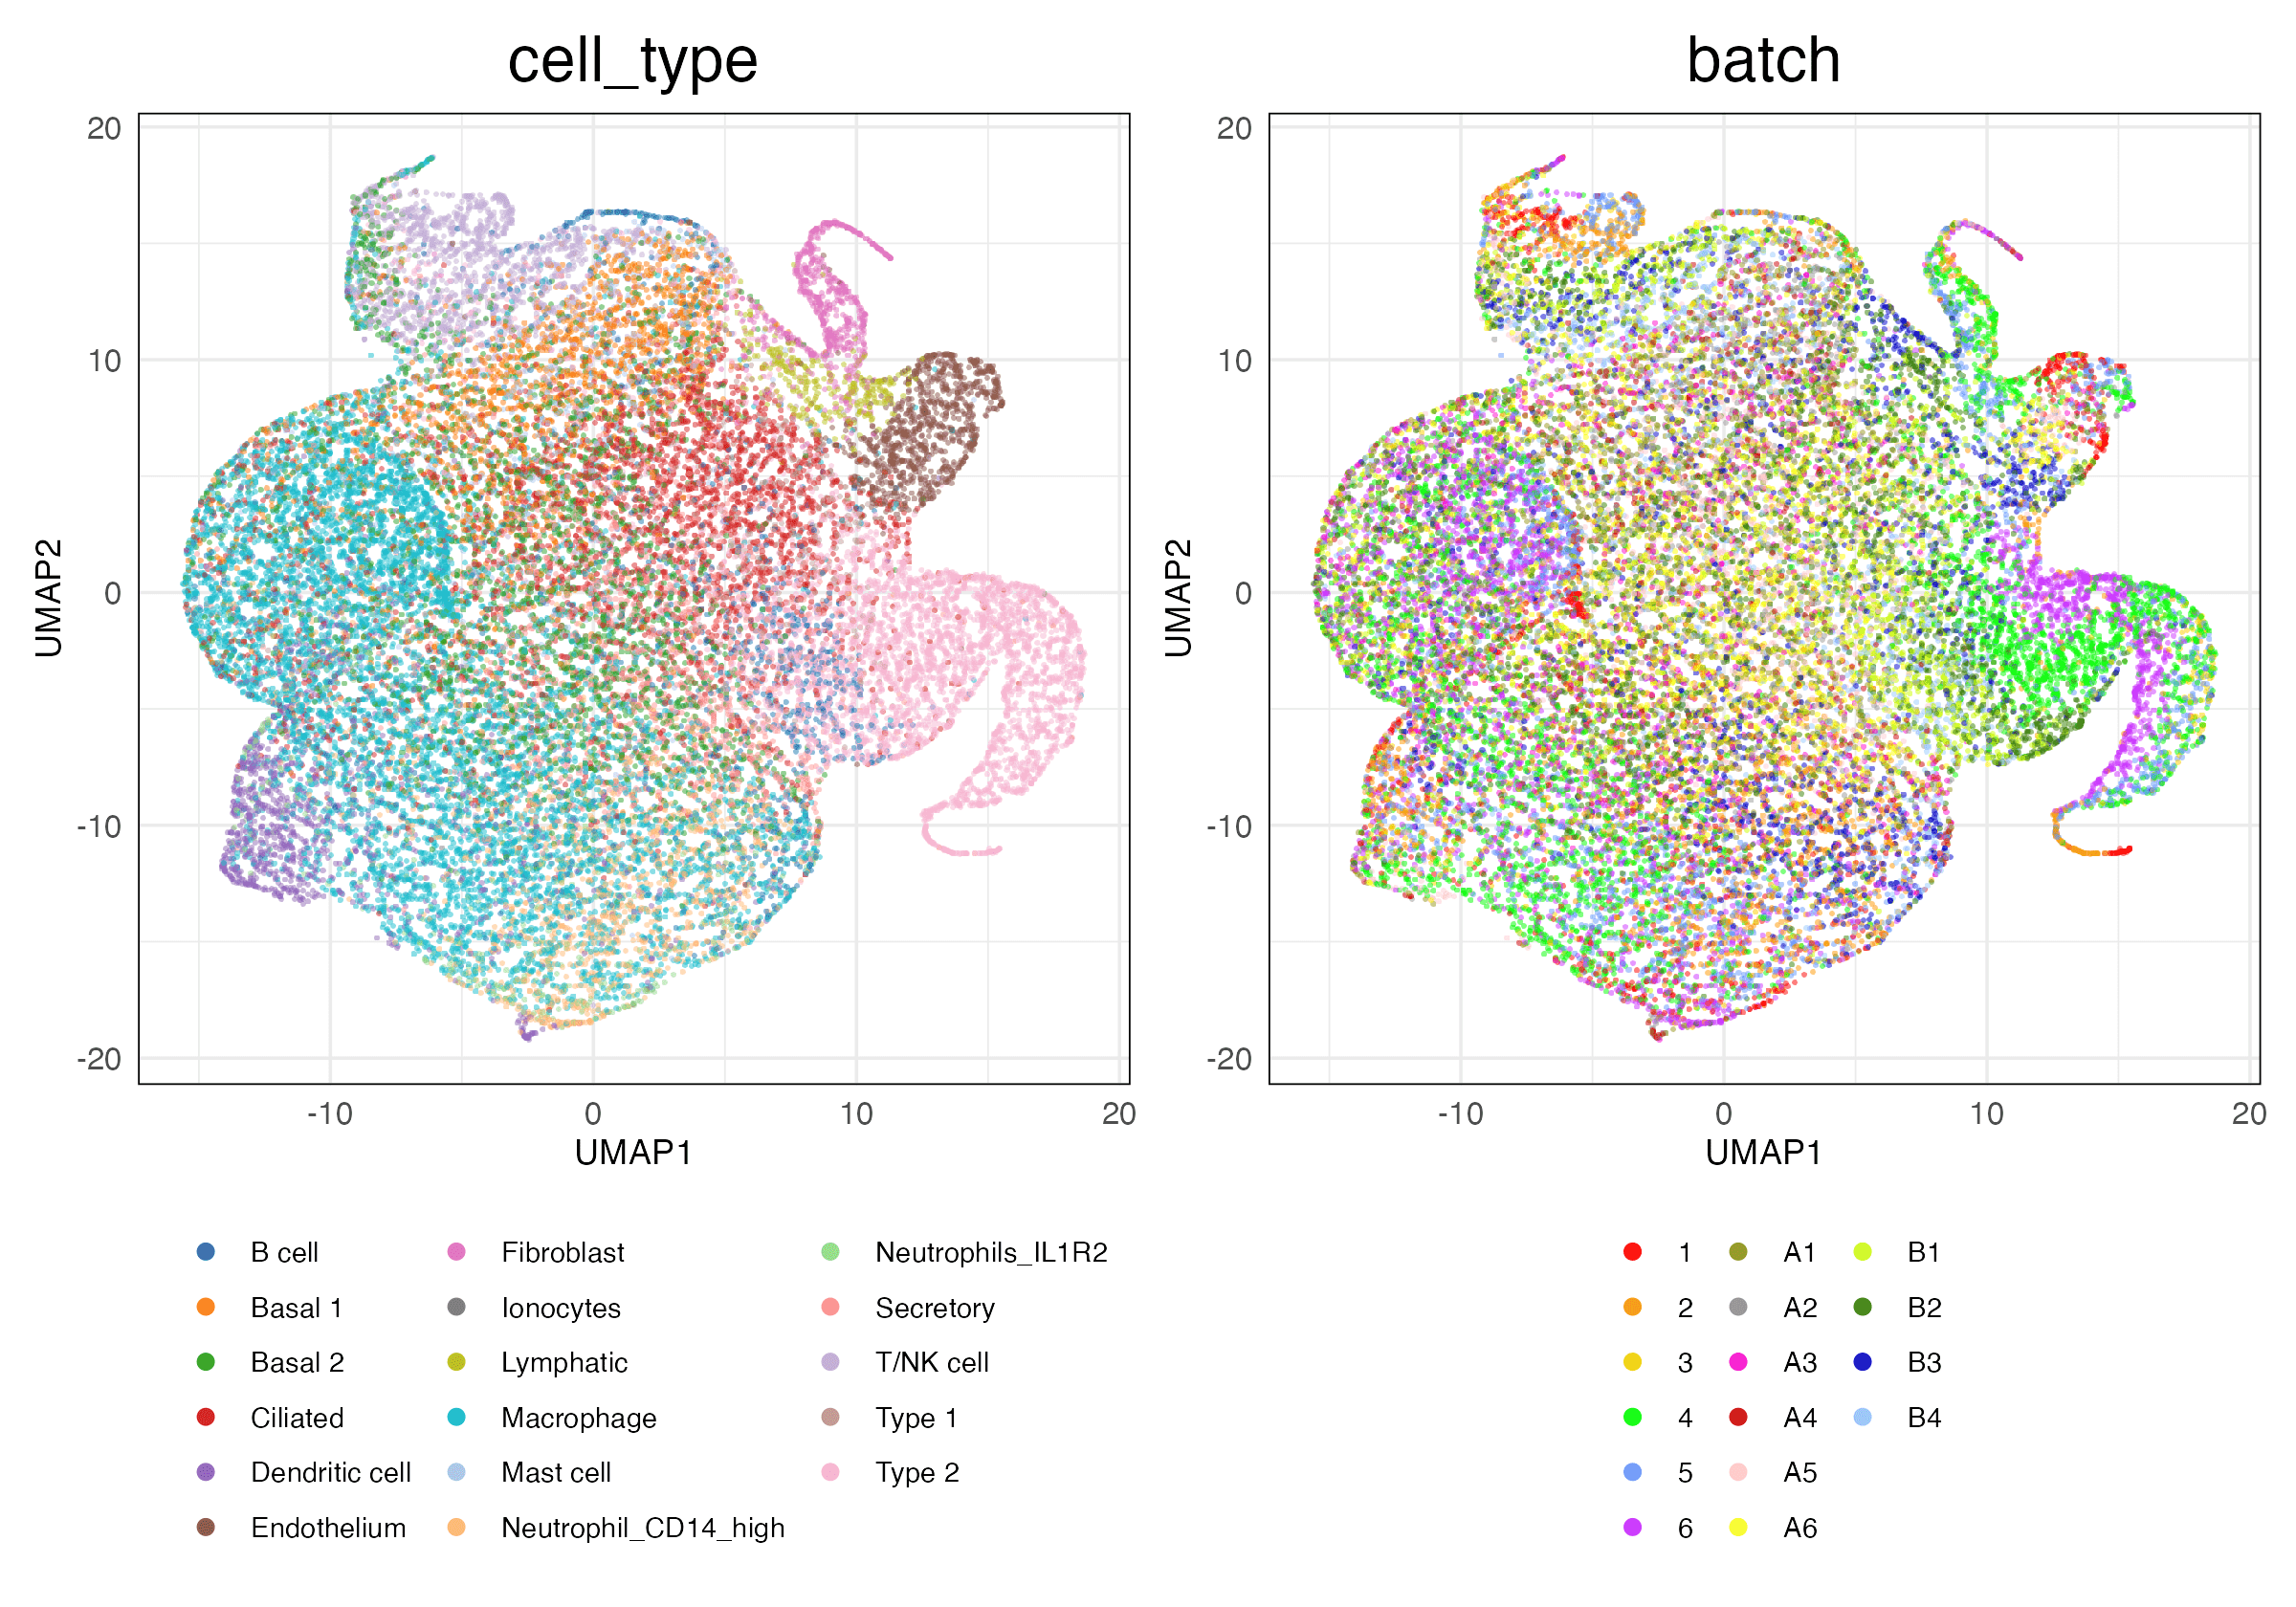 cell_type
batch
20
10
0
-10
-20
UMAP2
-10
0
10
20
UMAP1
20
10
0
-10
-20
UMAP2
-10
0
10
20
UMAP1
B cell
Basal 1
Basal 2
Ciliated
Dendritic cell
Endothelium
Fibroblast
Ionocytes
Lymphatic
Macrophage
Mast cell
Neutrophil_CD14_high
Neutrophils_IL1R2
Secretory
T/NK cell
Type 1
Type 2
1
2
3
4
5
6
A1
A2
A3
A4
A5
A6
B1
B2
B3
B4